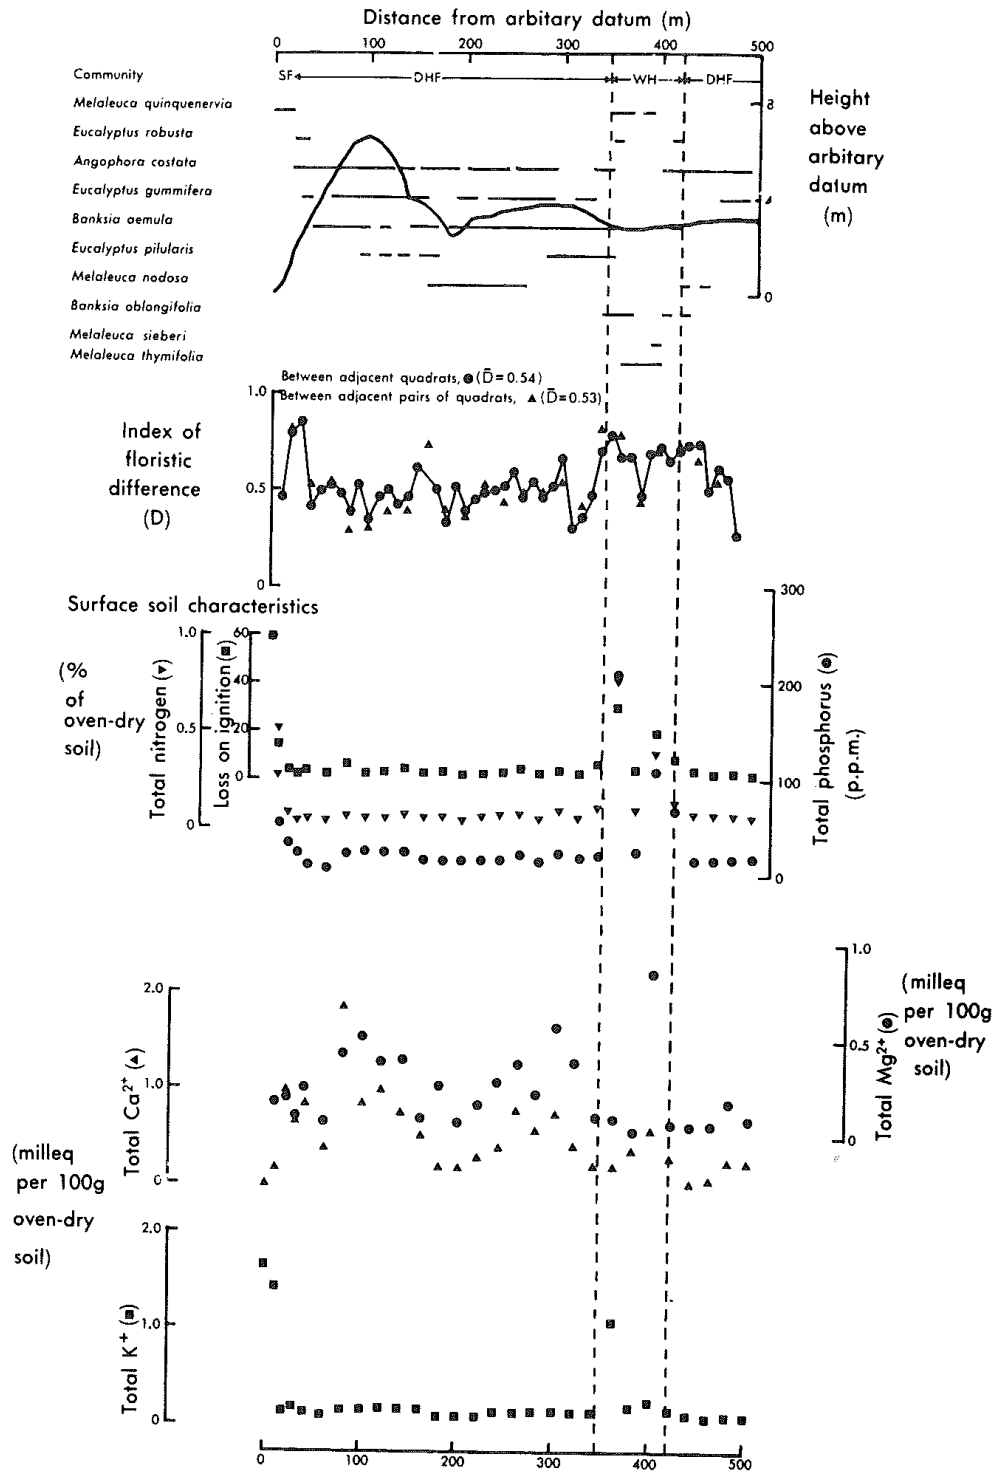 Distance from arbitary datum (m)
0 100 200 300 400 500
Community SF DHF WH DHF
Melaleuca quinquenervia
Eucalyptus robusta
Angophora costata
Eucalyptus gummifera
Banksia aemula
Eucalyptus pilularis
Melaleuca nodosa
Banksia oblongifolia
Melaleuca sieberi
Melaleuca thymifolia
8
4
0
Height
above
arbitary
datum
(m)
Between adjacent quadrats, ● (D̄=0.54)
Between adjacent pairs of quadrats, ▲ (D̄=0.53)
1.0
0.5
0
Index of
floristic
difference
(D)
Surface soil characteristics
(%
of
oven-dry
soil)
Total nitrogen (▼)
1.0
0.5
0
Loss on ignition (■)
60
40
20
0
300
200
100
0
Total phosphorus (●)
(p.p.m.)
2.0
1.0
0
Total Ca²⁺ (▲)
1.0
0.5
0
Total Mg²⁺ (●)
(milleq
per 100g
oven-dry
soil)
(milleq
per 100g
oven-dry
soil)
2.0
1.0
0
Total K⁺ (■)
0 100 200 300 400 500